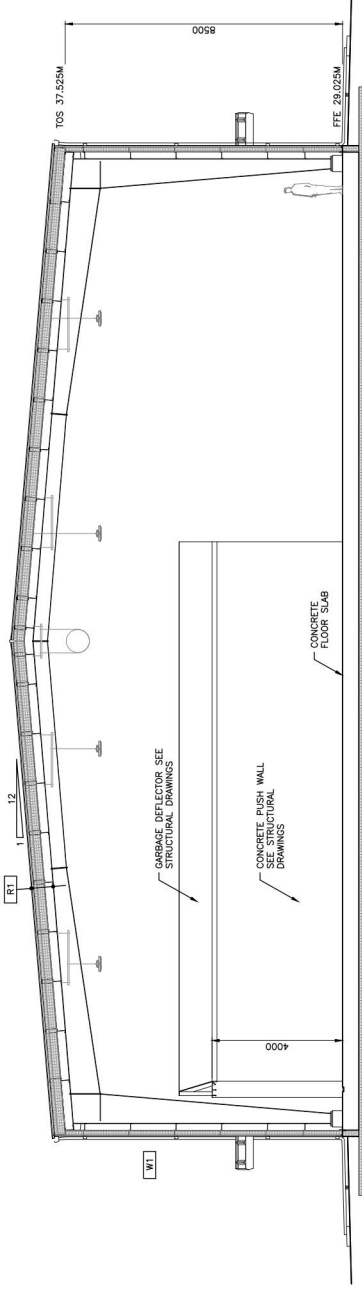 TOS 37.525M
8500
FFE 29.025M
12
1
R1
GARBAGE DEFLECTOR SEE
STRUCTURAL DRAWINGS
CONCRETE PUSH WALL
SEE STRUCTURAL
DRAWINGS
CONCRETE
FLOOR SLAB
4000
W1